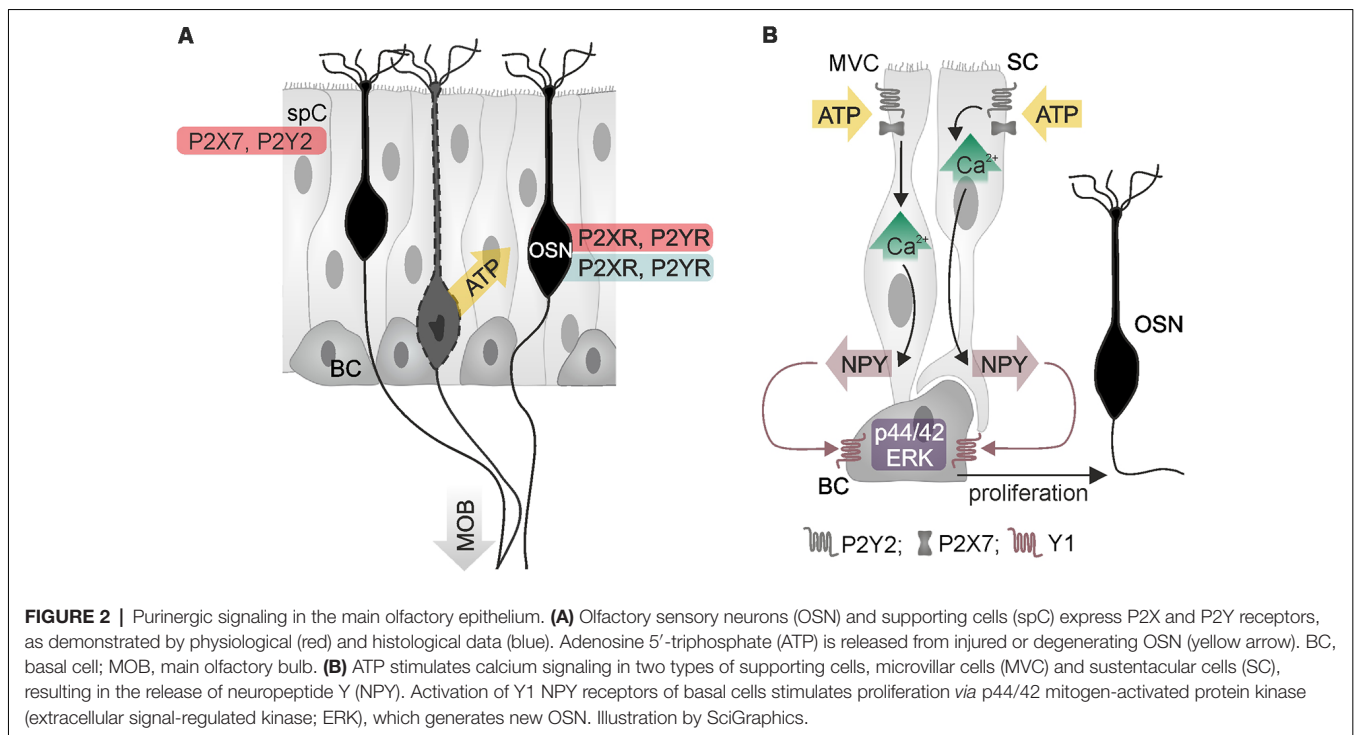 A
spC
P2X7, P2Y2
OSN
P2XR, P2YR
P2XR, P2YR
ATP
BC
MOB
B
MVC
SC
ATP
ATP
Ca²⁺
Ca²⁺
OSN
NPY
NPY
p44/42
ERK
BC
proliferation
P2Y2; P2X7; Y1
FIGURE 2 | Purinergic signaling in the main olfactory epithelium. (A) Olfactory sensory neurons (OSN) and supporting cells (spC) express P2X and P2Y receptors,
as demonstrated by physiological (red) and histological data (blue). Adenosine 5′-triphosphate (ATP) is released from injured or degenerating OSN (yellow arrow). BC,
basal cell; MOB, main olfactory bulb. (B) ATP stimulates calcium signaling in two types of supporting cells, microvillar cells (MVC) and sustentacular cells (SC),
resulting in the release of neuropeptide Y (NPY). Activation of Y1 NPY receptors of basal cells stimulates proliferation via p44/42 mitogen-activated protein kinase
(extracellular signal-regulated kinase; ERK), which generates new OSN. Illustration by SciGraphics.